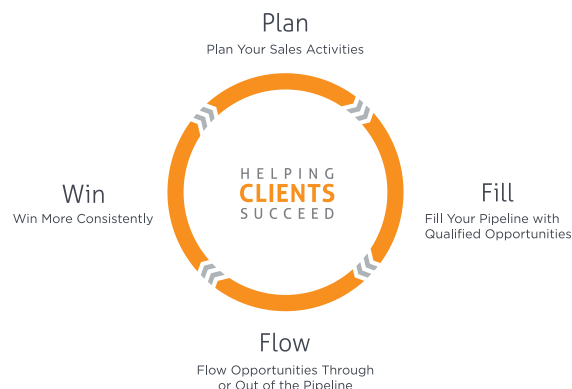 Plan
Plan Your Sales Activities
HELPING
CLIENTS
SUCCEED
Win
Win More Consistently
Fill
Fill Your Pipeline with
Qualified Opportunities
Flow
Flow Opportunities Through
or Out of the Pipeline